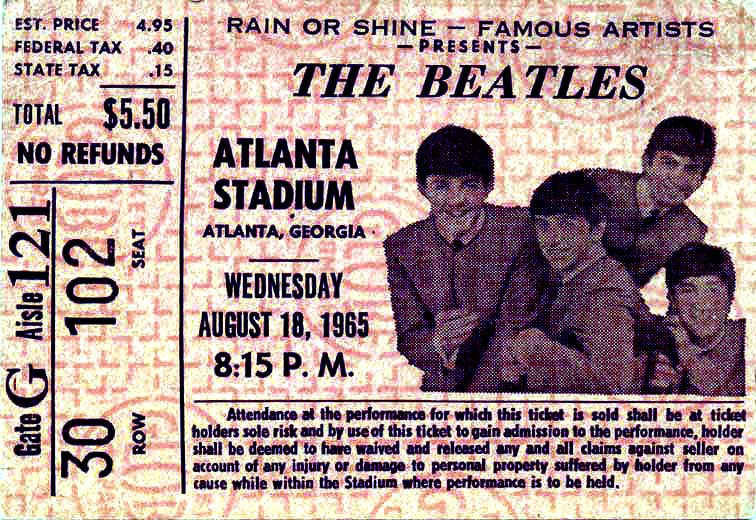 EST. PRICE 4.95
FEDERAL TAX .40
STATE TAX .15
TOTAL $5.50
NO REFUNDS
Gate G Aisle 121
30 102
ROW SEAT
RAIN OR SHINE — FAMOUS ARTISTS
— PRESENTS —
THE BEATLES
ATLANTA
STADIUM
ATLANTA, GEORGIA
WEDNESDAY
AUGUST 18, 1965
8:15 P. M.
Attendance at the performance for which this ticket is sold shall be at ticket
holders sole risk and by use of this ticket to gain admission to the performance, holder
shall be deemed to have waived and released any and all claims against seller on
account of any injury or damage to personal property suffered by holder from any
cause while within the Stadium where performance is to be held.